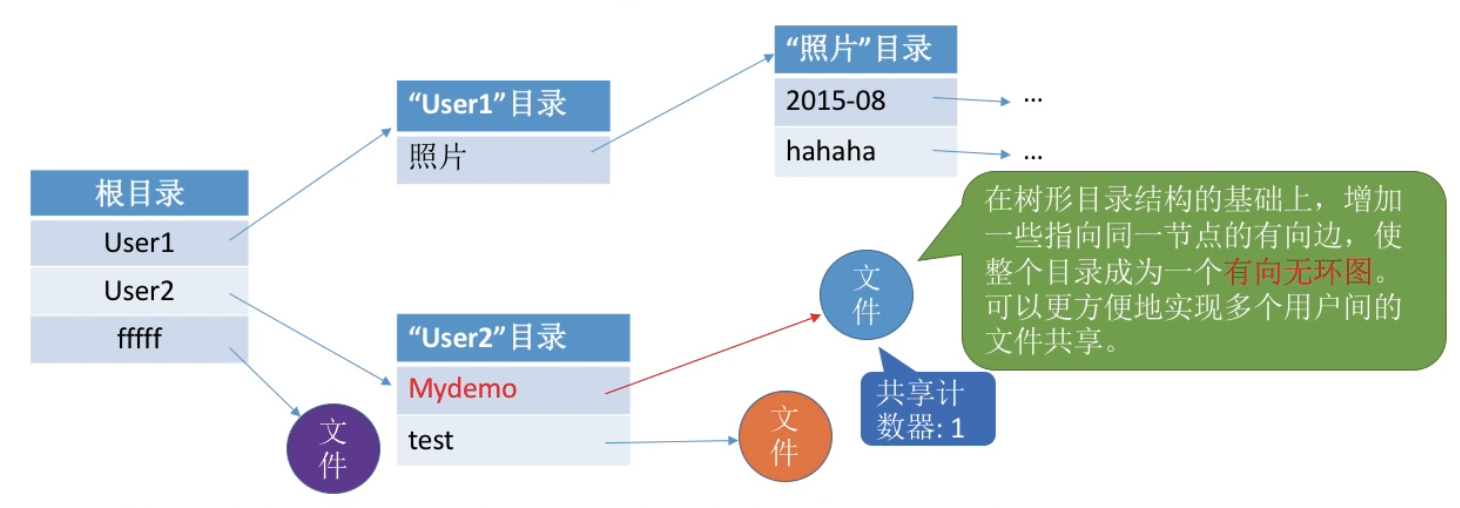 根目录
User1
User2
fffff
文
件
“User1”目录
照片
“照片”目录
2015-08
...
hahaha
...
“User2”目录
Mydemo
test
文
件
文
件
共享计
数器: 1
在树形目录结构的基础上，增加
一些指向同一节点的有向边，使
整个目录成为一个有向无环图。
可以更方便地实现多个用户间的
文件共享。